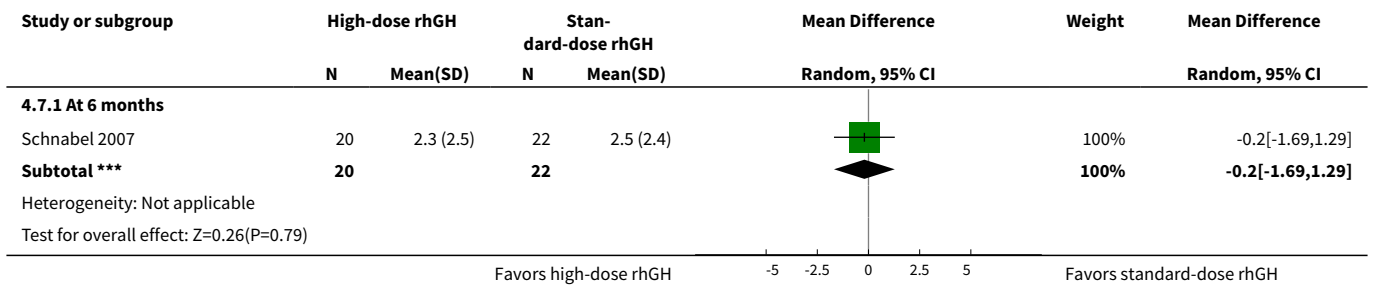 Study or subgroup High-dose rhGH Stan- Mean Difference Weight Mean Difference
dard-dose rhGH
N Mean(SD) N Mean(SD) Random, 95% CI Random, 95% CI
4.7.1 At 6 months
Schnabel 2007 20 2.3 (2.5) 22 2.5 (2.4) 100% -0.2[-1.69,1.29]
Subtotal *** 20 22 100% -0.2[-1.69,1.29]
Heterogeneity: Not applicable
Test for overall effect: Z=0.26(P=0.79)
Favors high-dose rhGH -5 -2.5 0 2.5 5 Favors standard-dose rhGH